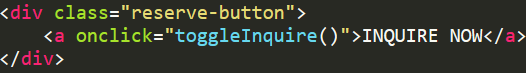 <div class="reserve-button">
    <a onclick="toggleInquire()">INQUIRE NOW</a>
</div>